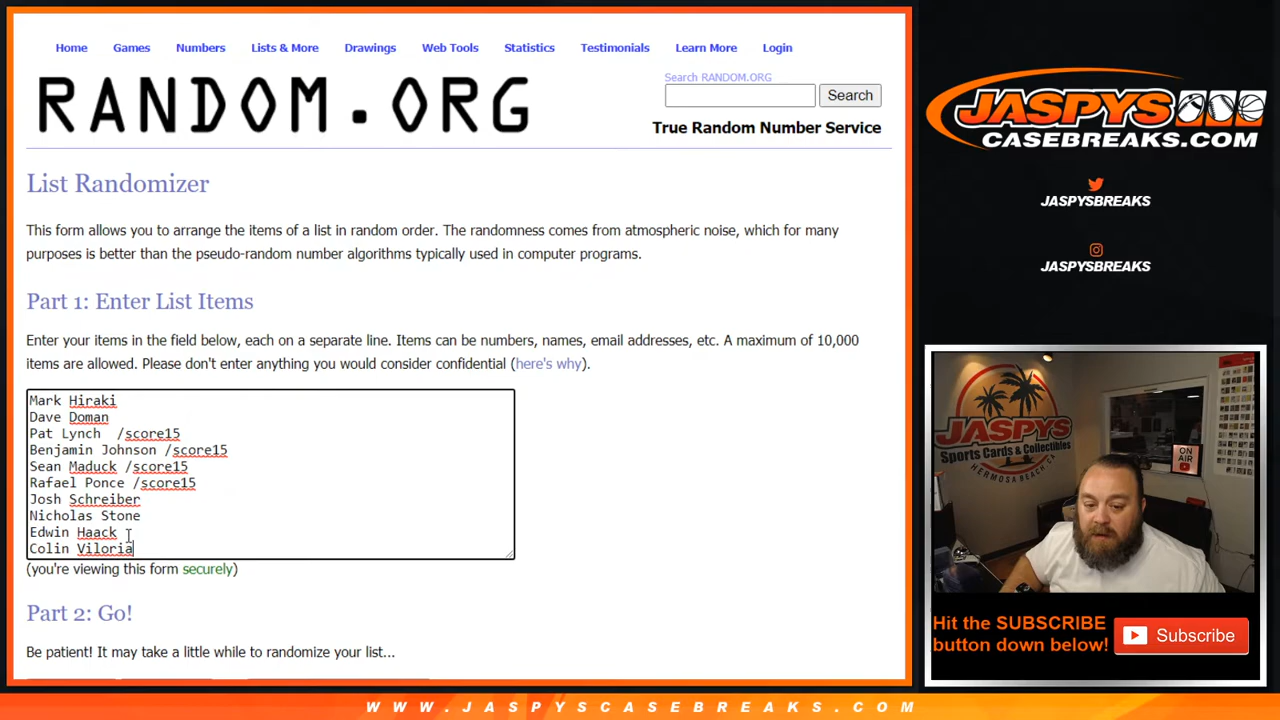 Home Games Numbers Lists & More Drawings Web Tools Statistics Testimonials Learn More Login
RANDOM.ORG
Search RANDOM.ORG
Search
True Random Number Service
List Randomizer
This form allows you to arrange the items of a list in random order. The randomness comes from atmospheric noise, which for many
purposes is better than the pseudo-random number algorithms typically used in computer programs.
Part 1: Enter List Items
Enter your items in the field below, each on a separate line. Items can be numbers, names, email addresses, etc. A maximum of 10,000
items are allowed. Please don't enter anything you would consider confidential (here's why).
Mark Hiraki
Dave Doman
Pat Lynch  /score15
Benjamin Johnson /score15
Sean Maduck /score15
Rafael Ponce /score15
Josh Schreiber
Nicholas Stone
Edwin Haack
Colin Viloria
(you're viewing this form securely)
Part 2: Go!
Be patient! It may take a little while to randomize your list...
JASPYS
CASEBREAKS.COM
JASPYSBREAKS
JASPYSBREAKS
JASPYS
Sports Cards & Collectibles
HERMOSA BEACH, CA
ON AIR
Hit the SUBSCRIBE
button down below!
Subscribe
WWW.JASPYSCASEBREAKS.COM